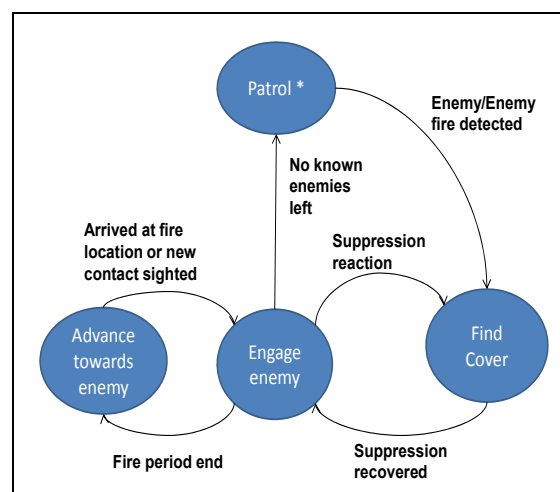 Patrol *
Enemy/Enemy
fire detected
No known
enemies
left
Arrived at fire
location or new
contact sighted
Suppression
reaction
Advance
towards
enemy
Engage
enemy
Find
Cover
Fire period end
Suppression
recovered